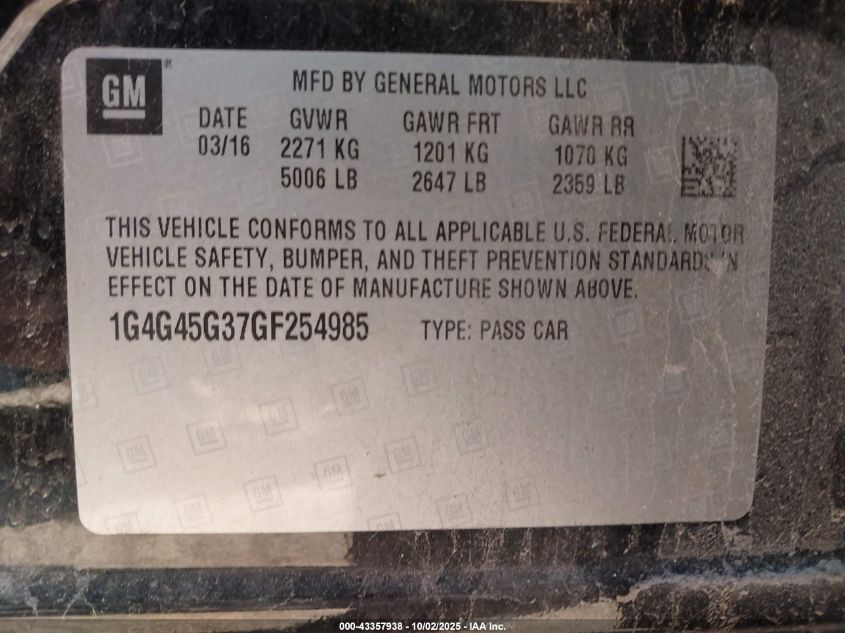 GM ®
MFD BY GENERAL MOTORS LLC
DATE GVWR GAWR FRT GAWR RR
03/16 2271 KG 1201 KG 1070 KG
5006 LB 2647 LB 2359 LB
THIS VEHICLE CONFORMS TO ALL APPLICABLE U.S. FEDERAL MOTOR
VEHICLE SAFETY, BUMPER, AND THEFT PREVENTION STANDARDS IN
EFFECT ON THE DATE OF MANUFACTURE SHOWN ABOVE.
1G4G45G37GF254985 TYPE: PASS CAR
000-43357938 - 10/02/2025 - IAA Inc.